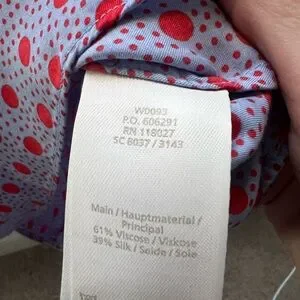 W0093
P.O. 606291
RN 118027
SC 6037 / 3143
Main / Hauptmaterial /
Principal
61% Viscose / Viskose
39% Silk / Seide / Soie